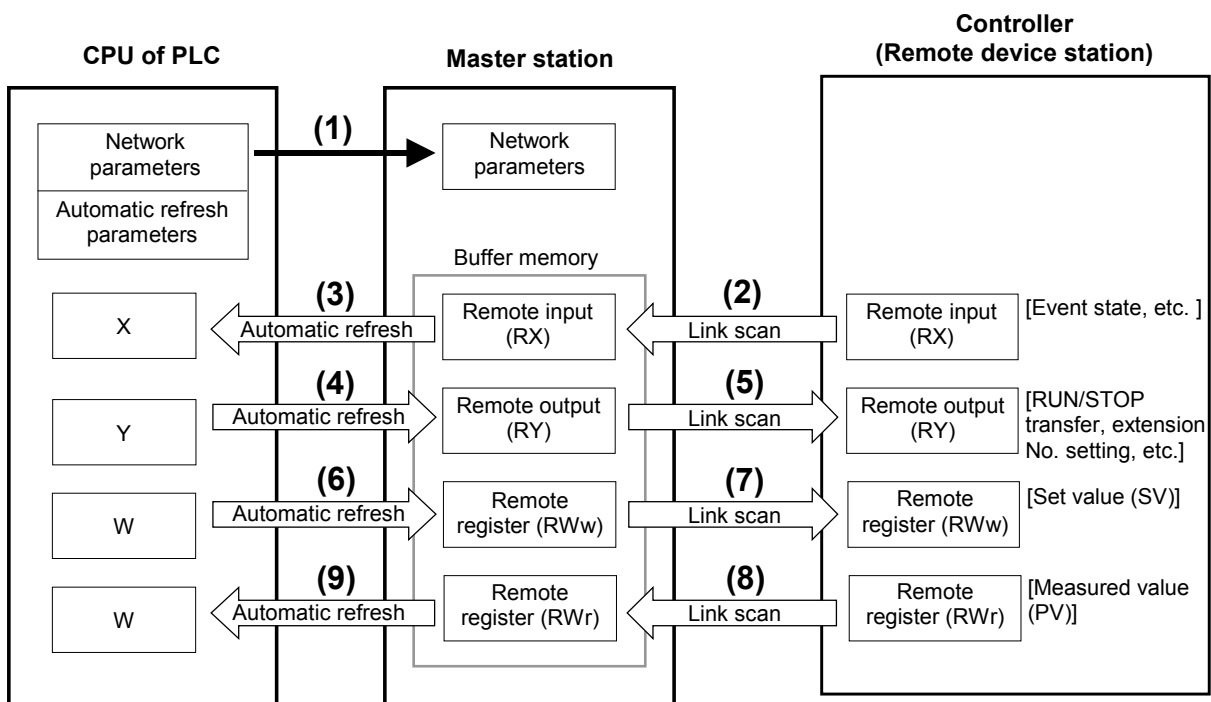 CPU of PLC
Master station
Controller
(Remote device station)
Network
parameters
(1)
Network
parameters
Automatic refresh
parameters
Buffer memory
X
(3)
Automatic refresh
Remote input
(RX)
(2)
Link scan
Remote input
(RX)
[Event state, etc. ]
Y
(4)
Automatic refresh
Remote output
(RY)
(5)
Link scan
Remote output
(RY)
[RUN/STOP
transfer, extension
No. setting, etc.]
W
(6)
Automatic refresh
Remote
register (RWw)
(7)
Link scan
Remote
register (RWw)
[Set value (SV)]
W
(9)
Automatic refresh
Remote
register (RWr)
(8)
Link scan
Remote
register (RWr)
[Measured value
(PV)]